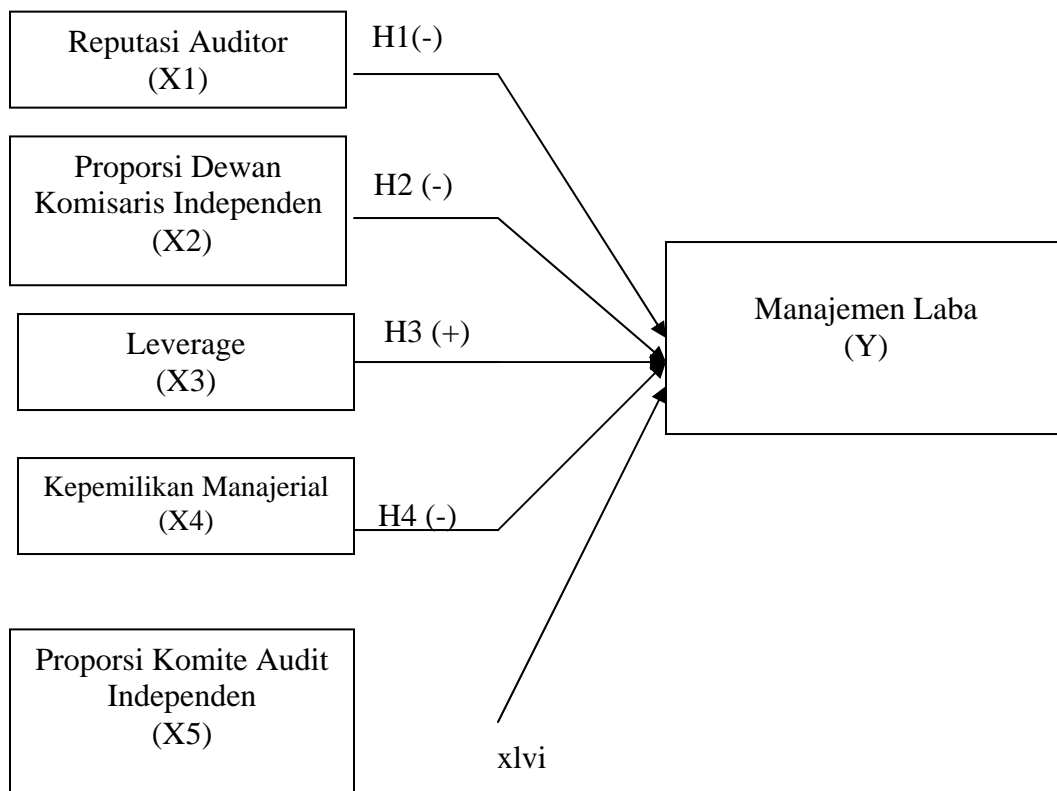 Reputasi Auditor
(X1)
H1(-)
Proporsi Dewan
Komisaris Independen
(X2)
H2 (-)
Leverage
(X3)
H3 (+)
Kepemilikan Manajerial
(X4)
H4 (-)
Proporsi Komite Audit
Independen
(X5)
Manajemen Laba
(Y)
xlvi